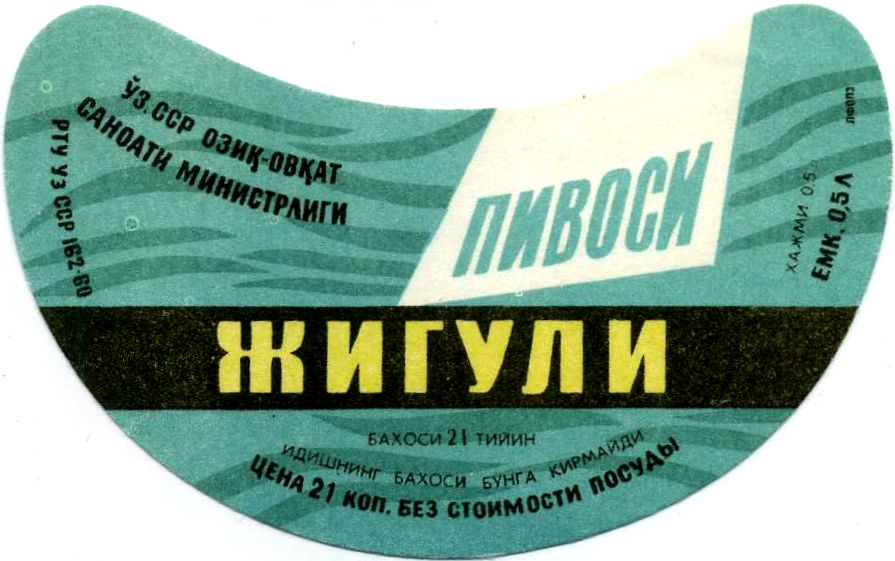 ЎЗ. ССР ОЗИҚ-ОВҚАТ
САНОАТИ МИНИСТРЛИГИ
РТУ УЗ ССР 162-60
ПИВОСИ
ЛФОПЗ
ХАЖМИ 0,5 Л
ЕМК. 0,5 Л
ЖИГУЛИ
БАХОСИ 21 ТИЙИН
ИДИШНИНГ БАХОСИ БУНГА КИРМАЙДИ
ЦЕНА 21 КОП. БЕЗ СТОИМОСТИ ПОСУДЫ